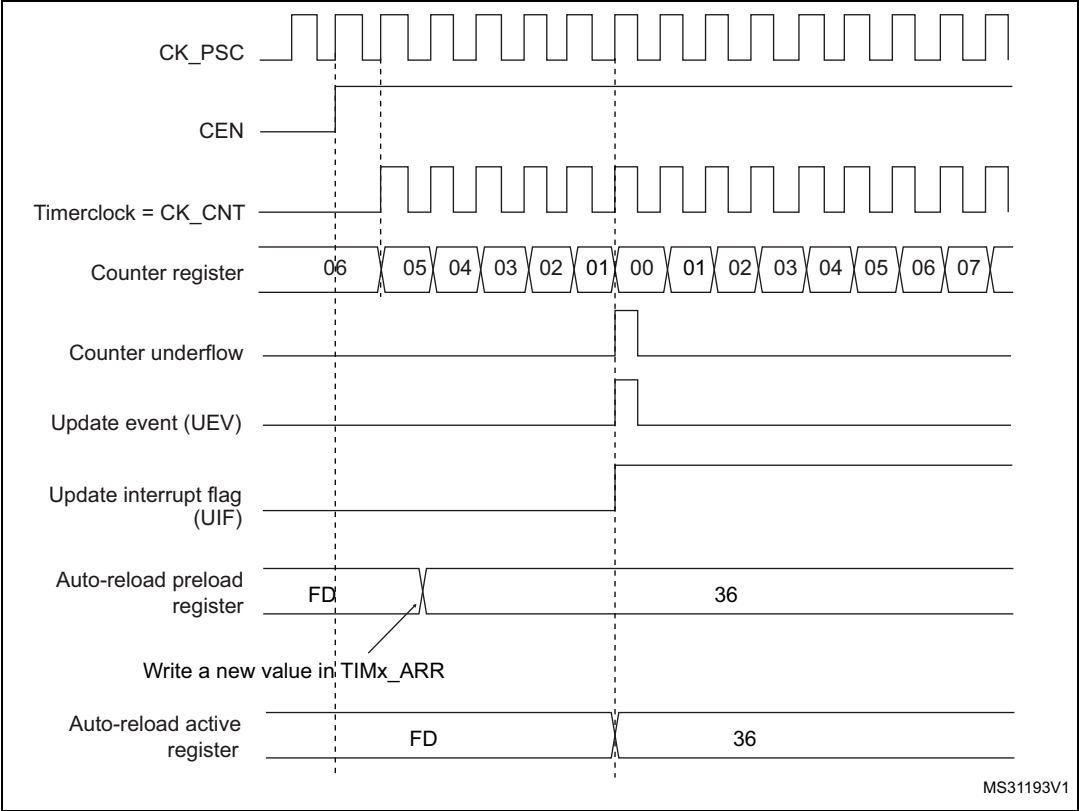 CK_PSC
CEN
Timerclock = CK_CNT
Counter register 06 05 04 03 02 01 00 01 02 03 04 05 06 07
Counter underflow
Update event (UEV)
Update interrupt flag
(UIF)
Auto-reload preload
register
FD 36
Write a new value in TIMx_ARR
Auto-reload active
register
FD 36
MS31193V1